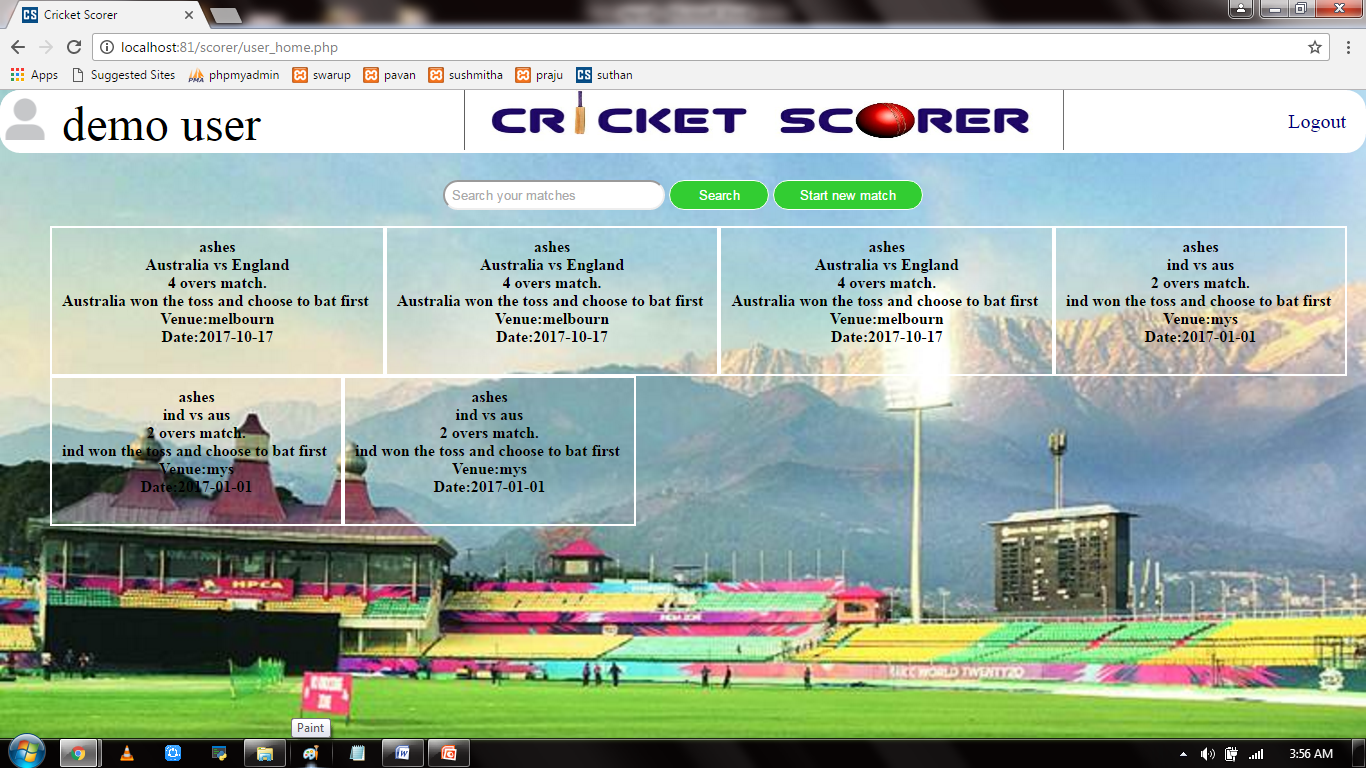 Cricket Scorer
localhost:81/scorer/user_home.php
Apps Suggested Sites phpmyadmin swarup pavan sushmitha praju suthan
demo user CRICKET SCORER Logout
Search your matches Search Start new match
ashes
Australia vs England
4 overs match.
Australia won the toss and choose to bat first
Venue:melbourn
Date:2017-10-17
ashes
Australia vs England
4 overs match.
Australia won the toss and choose to bat first
Venue:melbourn
Date:2017-10-17
ashes
Australia vs England
4 overs match.
Australia won the toss and choose to bat first
Venue:melbourn
Date:2017-10-17
ashes
ind vs aus
2 overs match.
ind won the toss and choose to bat first
Venue:mys
Date:2017-01-01
ashes
ind vs aus
2 overs match.
ind won the toss and choose to bat first
Venue:mys
Date:2017-01-01
ashes
ind vs aus
2 overs match.
ind won the toss and choose to bat first
Venue:mys
Date:2017-01-01
HPCA
WORLD TWENTY20
Paint
3:56 AM